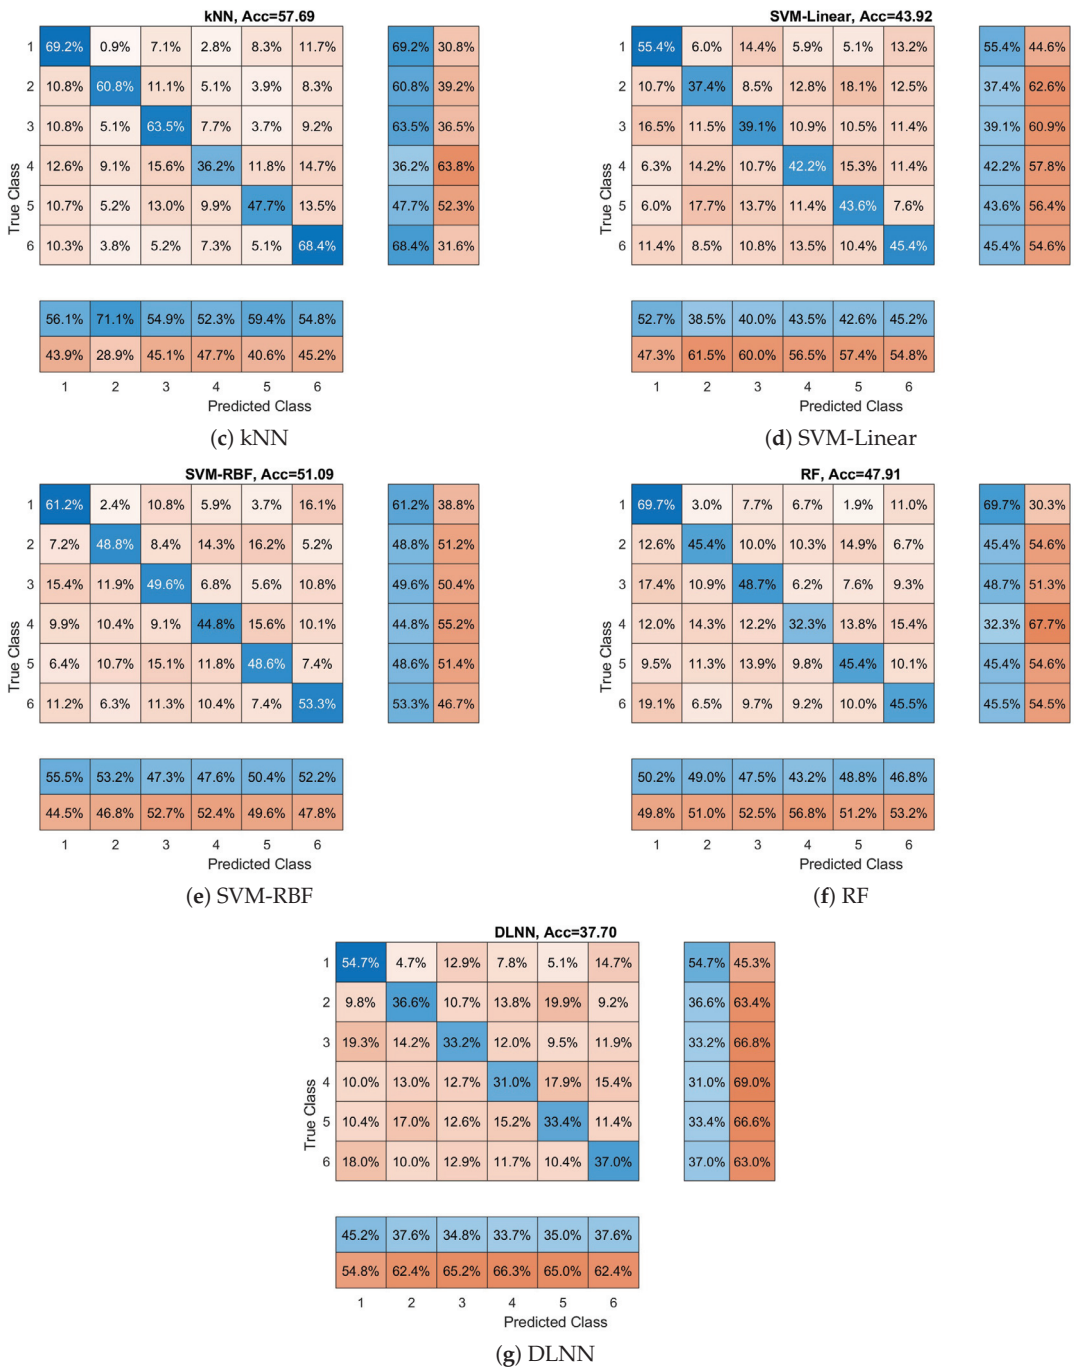 kNN, Acc=57.69
1 69.2% 0.9% 7.1% 2.8% 8.3% 11.7% 69.2% 30.8%
2 10.8% 60.8% 11.1% 5.1% 3.9% 8.3% 60.8% 39.2%
3 10.8% 5.1% 63.5% 7.7% 3.7% 9.2% 63.5% 36.5%
4 12.6% 9.1% 15.6% 36.2% 11.8% 14.7% 36.2% 63.8%
5 10.7% 5.2% 13.0% 9.9% 47.7% 13.5% 47.7% 52.3%
6 10.3% 3.8% 5.2% 7.3% 5.1% 68.4% 68.4% 31.6%
True Class
56.1% 71.1% 54.9% 52.3% 59.4% 54.8%
43.9% 28.9% 45.1% 47.7% 40.6% 45.2%
1 2 3 4 5 6
Predicted Class
(c) kNN
SVM-Linear, Acc=43.92
1 55.4% 6.0% 14.4% 5.9% 5.1% 13.2% 55.4% 44.6%
2 10.7% 37.4% 8.5% 12.8% 18.1% 12.5% 37.4% 62.6%
3 16.5% 11.5% 39.1% 10.9% 10.5% 11.4% 39.1% 60.9%
4 6.3% 14.2% 10.7% 42.2% 15.3% 11.4% 42.2% 57.8%
5 6.0% 17.7% 13.7% 11.4% 43.6% 7.6% 43.6% 56.4%
6 11.4% 8.5% 10.8% 13.5% 10.4% 45.4% 45.4% 54.6%
True Class
52.7% 38.5% 40.0% 43.5% 42.6% 45.2%
47.3% 61.5% 60.0% 56.5% 57.4% 54.8%
1 2 3 4 5 6
Predicted Class
(d) SVM-Linear
SVM-RBF, Acc=51.09
1 61.2% 2.4% 10.8% 5.9% 3.7% 16.1% 61.2% 38.8%
2 7.2% 48.8% 8.4% 14.3% 16.2% 5.2% 48.8% 51.2%
3 15.4% 11.9% 49.6% 6.8% 5.6% 10.8% 49.6% 50.4%
4 9.9% 10.4% 9.1% 44.8% 15.6% 10.1% 44.8% 55.2%
5 6.4% 10.7% 15.1% 11.8% 48.6% 7.4% 48.6% 51.4%
6 11.2% 6.3% 11.3% 10.4% 7.4% 53.3% 53.3% 46.7%
True Class
55.5% 53.2% 47.3% 47.6% 50.4% 52.2%
44.5% 46.8% 52.7% 52.4% 49.6% 47.8%
1 2 3 4 5 6
Predicted Class
(e) SVM-RBF
RF, Acc=47.91
1 69.7% 3.0% 7.7% 6.7% 1.9% 11.0% 69.7% 30.3%
2 12.6% 45.4% 10.0% 10.3% 14.9% 6.7% 45.4% 54.6%
3 17.4% 10.9% 48.7% 6.2% 7.6% 9.3% 48.7% 51.3%
4 12.0% 14.3% 12.2% 32.3% 13.8% 15.4% 32.3% 67.7%
5 9.5% 11.3% 13.9% 9.8% 45.4% 10.1% 45.4% 54.6%
6 19.1% 6.5% 9.7% 9.2% 10.0% 45.5% 45.5% 54.5%
True Class
50.2% 49.0% 47.5% 43.2% 48.8% 46.8%
49.8% 51.0% 52.5% 56.8% 51.2% 53.2%
1 2 3 4 5 6
Predicted Class
(f) RF
DLNN, Acc=37.70
1 54.7% 4.7% 12.9% 7.8% 5.1% 14.7% 54.7% 45.3%
2 9.8% 36.6% 10.7% 13.8% 19.9% 9.2% 36.6% 63.4%
3 19.3% 14.2% 33.2% 12.0% 9.5% 11.9% 33.2% 66.8%
4 10.0% 13.0% 12.7% 31.0% 17.9% 15.4% 31.0% 69.0%
5 10.4% 17.0% 12.6% 15.2% 33.4% 11.4% 33.4% 66.6%
6 18.0% 10.0% 12.9% 11.7% 10.4% 37.0% 37.0% 63.0%
True Class
45.2% 37.6% 34.8% 33.7% 35.0% 37.6%
54.8% 62.4% 65.2% 66.3% 65.0% 62.4%
1 2 3 4 5 6
Predicted Class
(g) DLNN